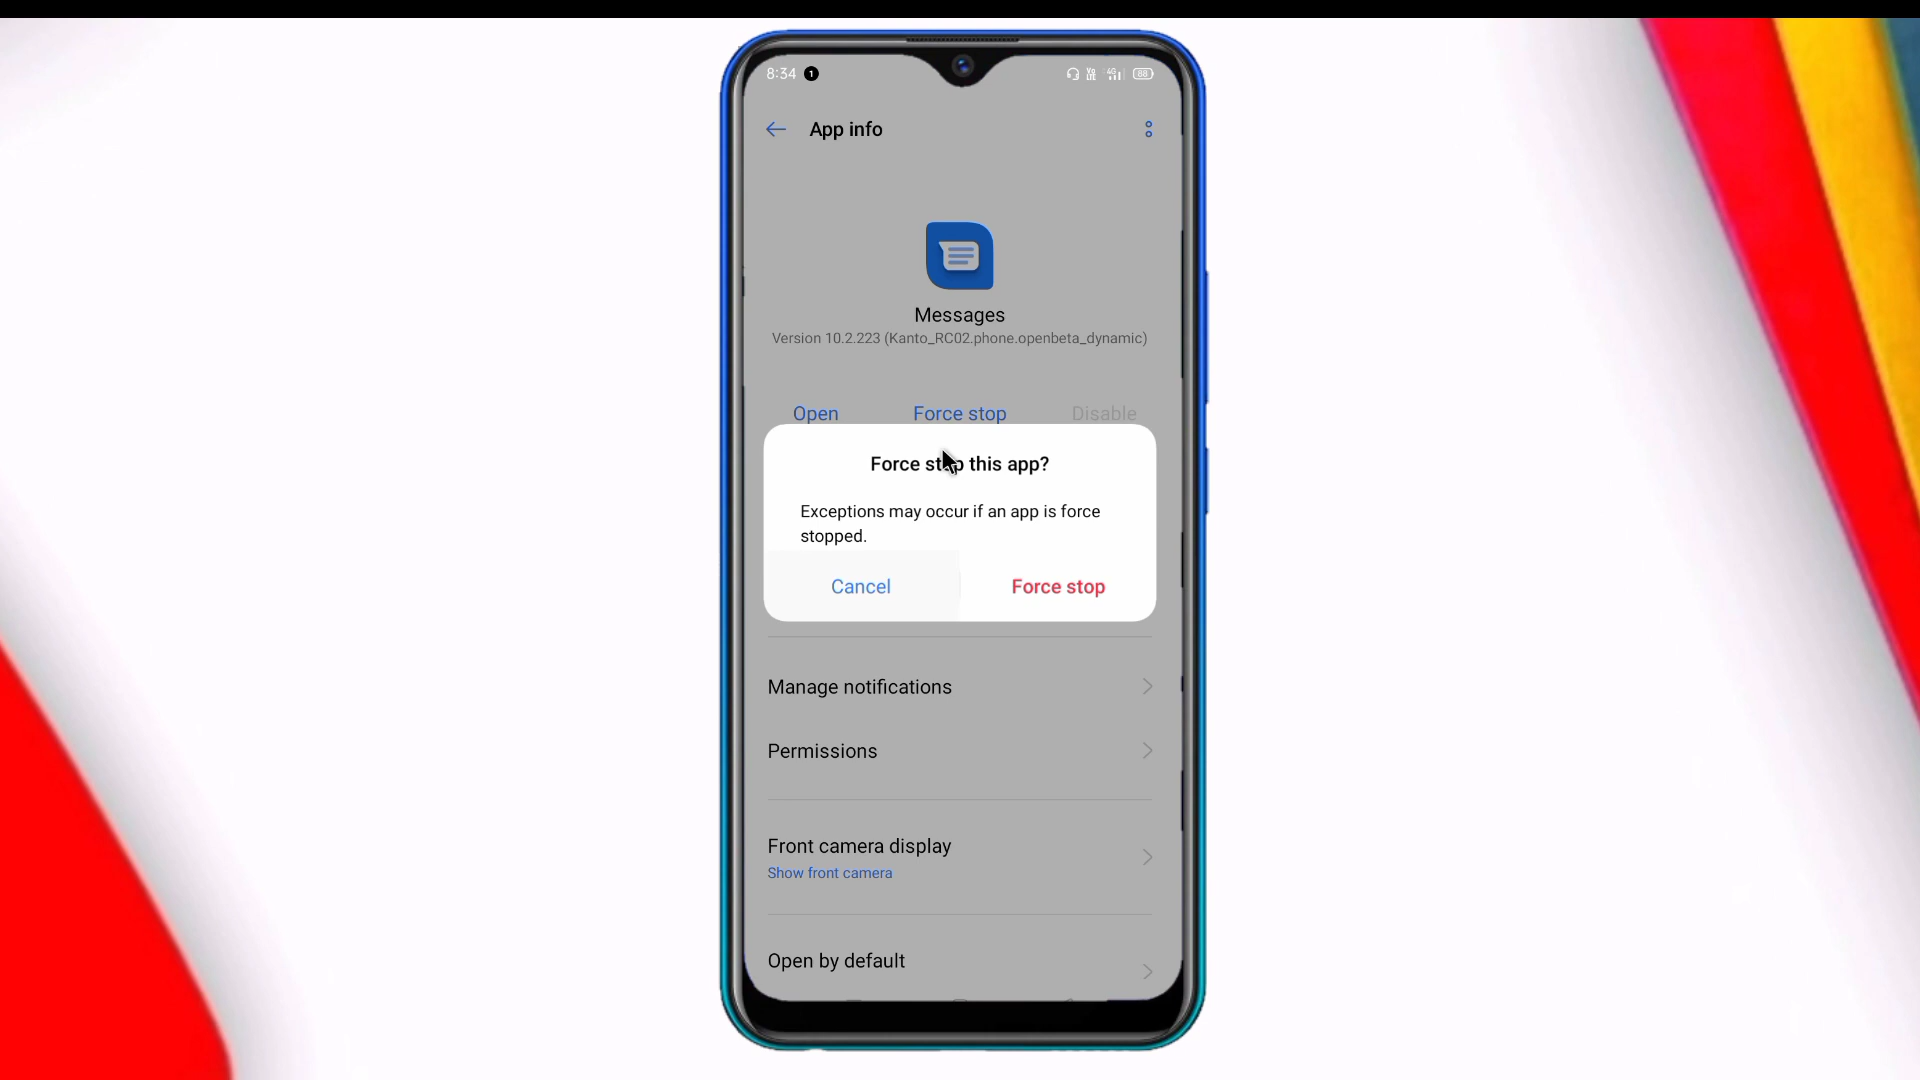 8:34 1 88
App info
Messages
Version 10.2.223 (Kanto_RC02.phone.openbeta_dynamic)
Open Force stop Disable
Force stop this app?
Exceptions may occur if an app is force
stopped.
Cancel Force stop
Manage notifications
Permissions
Front camera display
Show front camera
Open by default